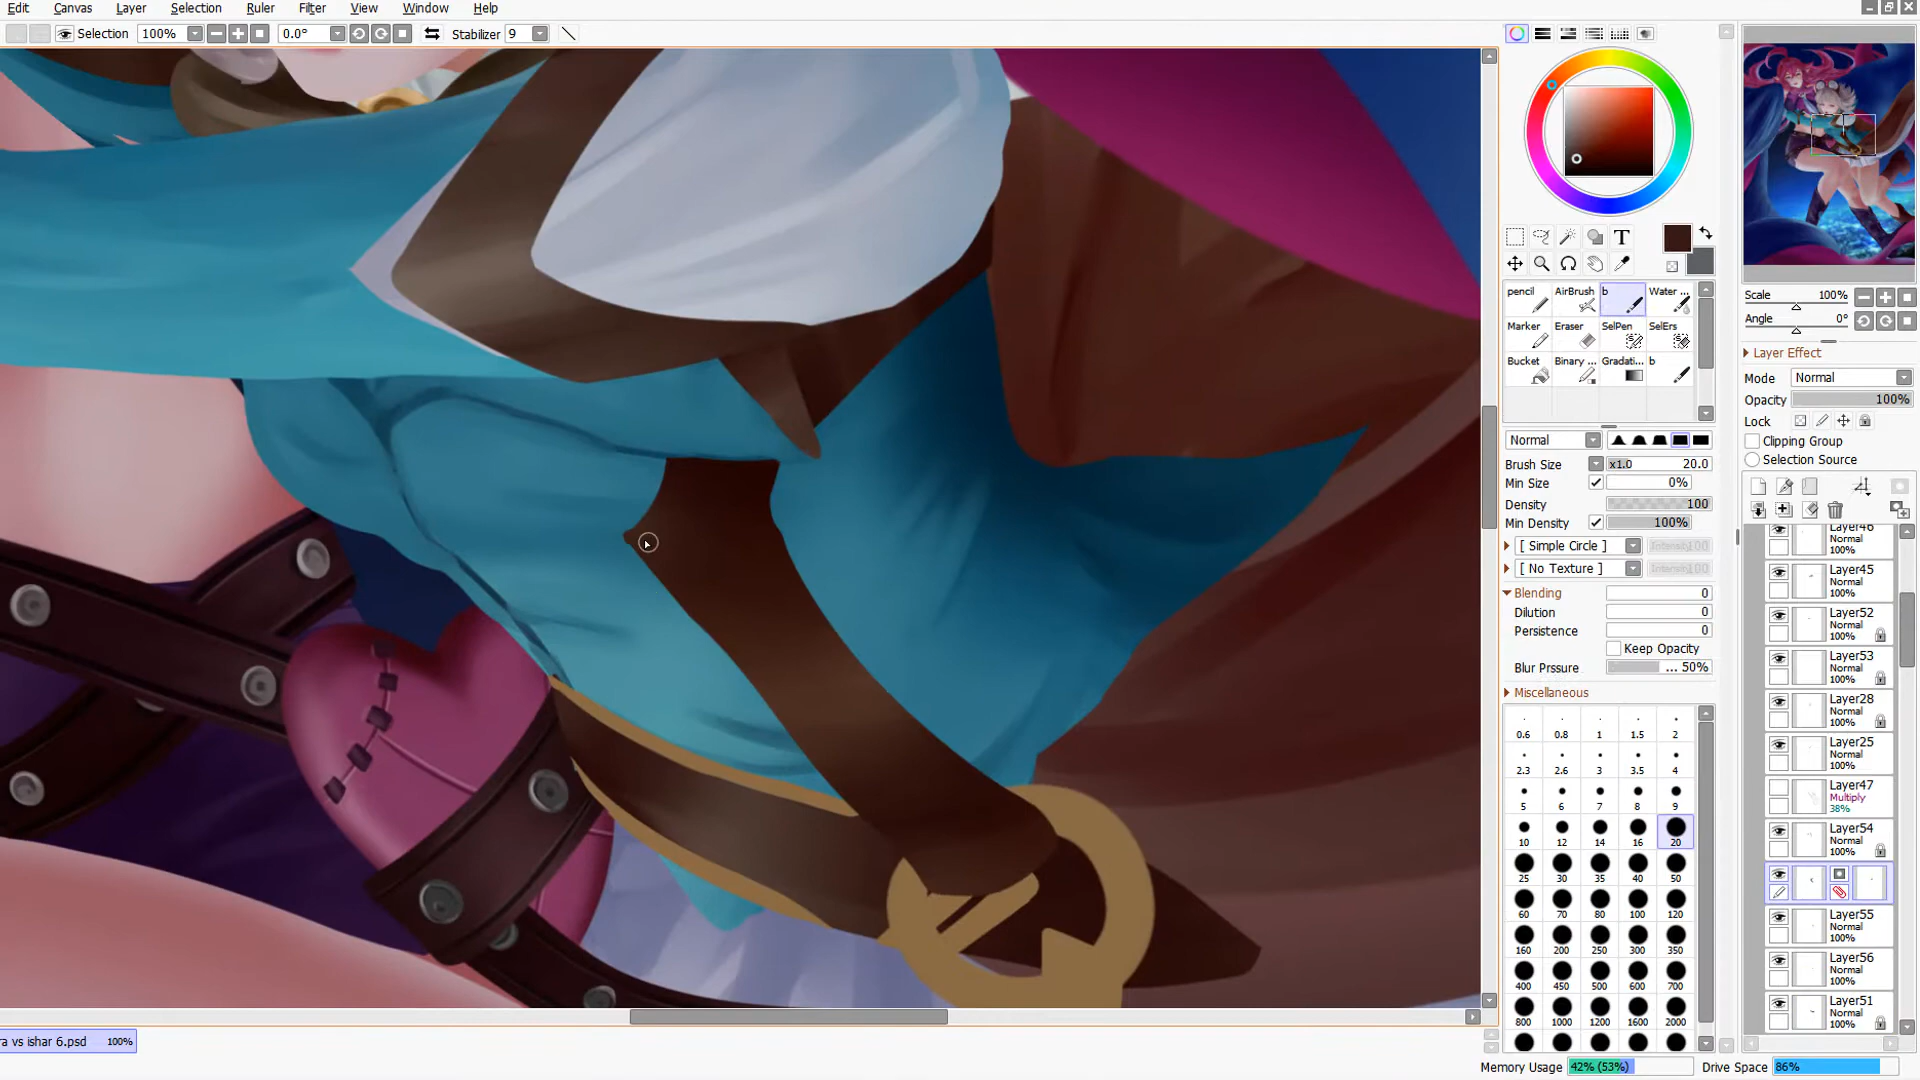 Edit Canvas Layer Selection Ruler Filter View Window Help
Selection 100% 0.0° Stabilizer 9
T
pencil AirBrush b Water ...
Marker Eraser SelPen SelErs
Bucket Binary ... Gradati... b
Normal
Brush Size x1.0 20.0
Min Size 0%
Density 100
Min Density 100%
[ Simple Circle ] Intensity 100
[ No Texture ] Intensity 100
Blending 0
Dilution 0
Persistence 0
Keep Opacity
Blur Prssure ... 50%
Miscellaneous
0.6 0.8 1 1.5 2
2.3 2.6 3 3.5 4
5 6 7 8 9
10 12 14 16 20
25 30 35 40 50
60 70 80 100 120
160 200 250 300 350
400 450 500 600 700
800 1000 1200 1600 2000
Scale 100%
Angle 0°
Layer Effect
Mode Normal
Opacity 100%
Lock
Clipping Group
Selection Source
Layer46
Normal
100%
Layer45
Normal
100%
Layer52
Normal
100%
Layer53
Normal
100%
Layer28
Normal
100%
Layer25
Normal
100%
Layer47
Multiply
38%
Layer54
Normal
100%
Layer55
Normal
100%
Layer56
Normal
100%
Layer51
Normal
100%
ra vs ishar 6.psd 100%
Memory Usage 42% (53%) Drive Space 86%